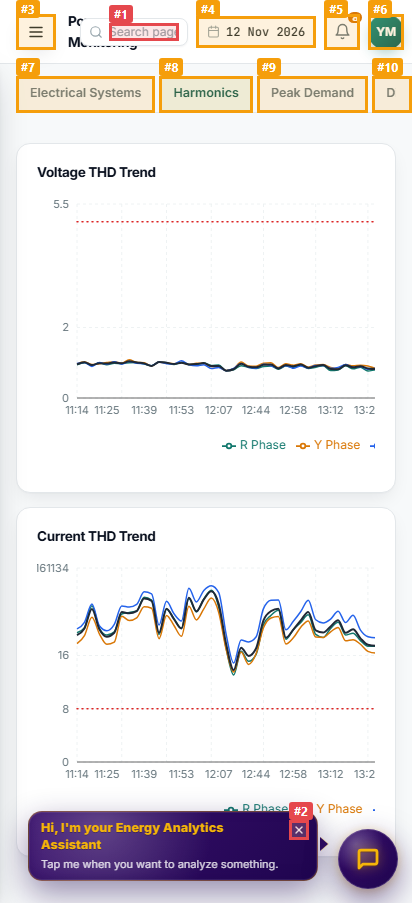 #3
#1
#4
#5
#6
Search page
12 Nov 2026
YM
#7
#8
#9
#10
Electrical Systems
Harmonics
Peak Demand
D
Voltage THD Trend
5.5
2
0
11:14 11:25 11:39 11:53 12:07 12:44 12:58 13:12 13:2
R Phase Y Phase
Current THD Trend
161134
16
8
0
11:14 11:25 11:39 11:53 12:07 12:44 12:58 13:12 13:2
R Phase Y Phase
#2
Hi, I'm your Energy Analytics
Assistant
Tap me when you want to analyze something.